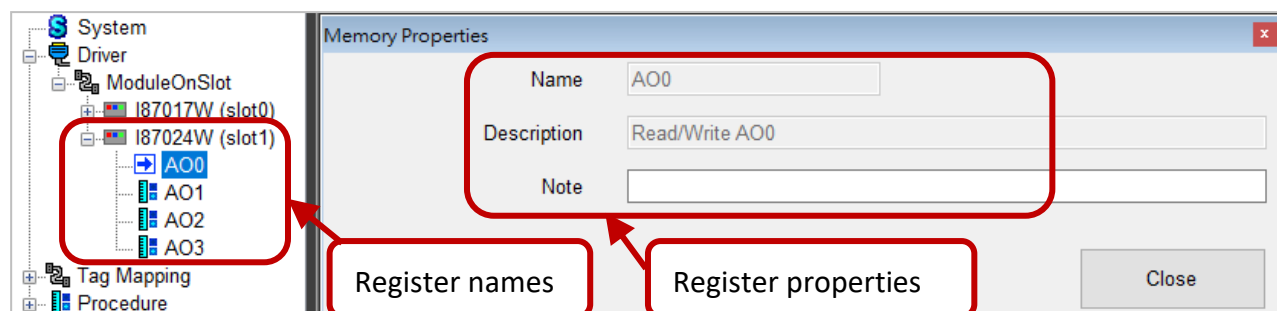 System
Driver
ModuleOnSlot
I87017W (slot0)
I87024W (slot1)
AO0
AO1
AO2
AO3
Tag Mapping
Procedure
Memory Properties
x
Name AO0
Description Read/Write AO0
Note
Close
Register names
Register properties